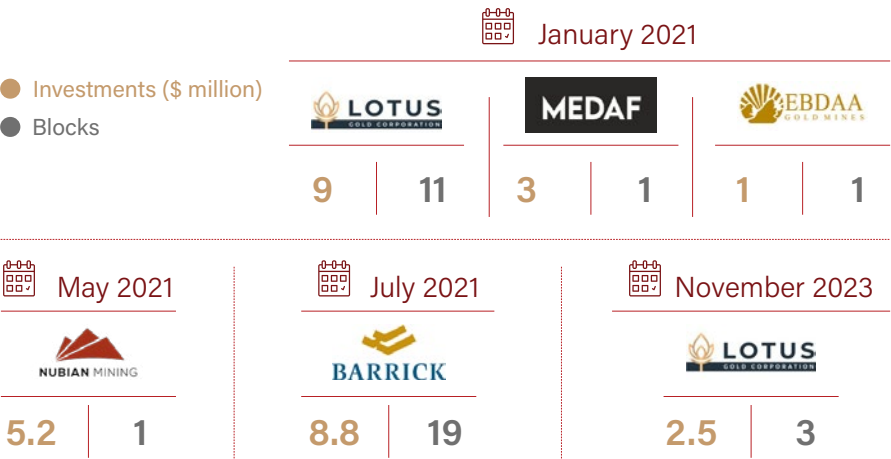 January 2021
Investments ($ million)
Blocks
LOTUS
GOLD CORPORATION
MEDAF
EBDAA
GOLD MINES
9 11 3 1 1 1
May 2021 July 2021 November 2023
NUBIAN MINING
BARRICK
LOTUS
GOLD CORPORATION
5.2 1 8.8 19 2.5 3